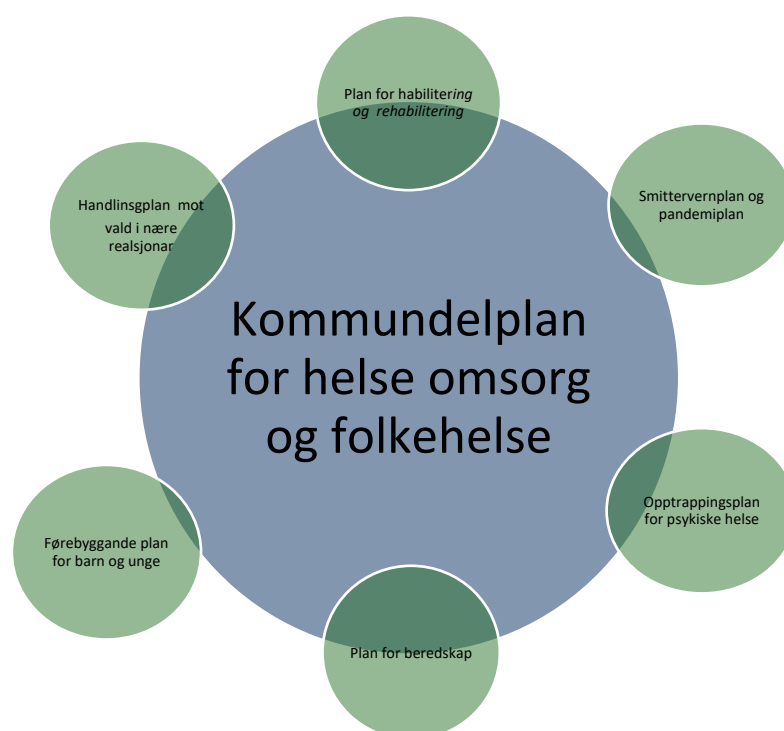 Plan for habilitering
og rehabilitering
Smittervernplan og
pandemiplan
Handlinsgplan mot
vald i nære
realsjonar
Kommundelplan
for helse omsorg
og folkehelse
Opptrappingsplan
for psykiske helse
Førebyggande plan
for barn og unge
Plan for beredskap